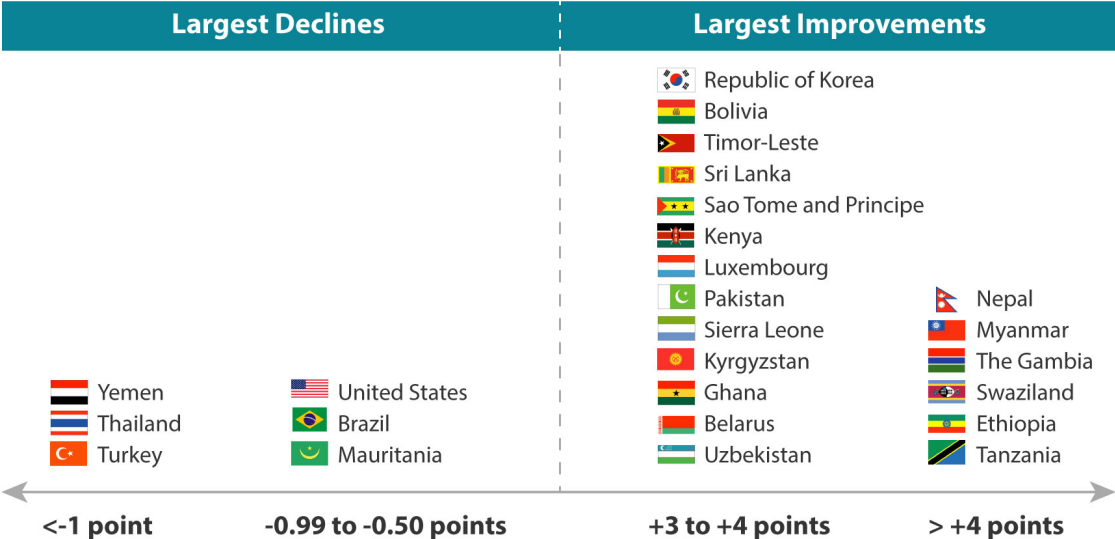 Largest Declines
Largest Improvements
Republic of Korea
Bolivia
Timor-Leste
Sri Lanka
Sao Tome and Principe
Kenya
Luxembourg
Pakistan
Sierra Leone
Kyrgyzstan
Ghana
Belarus
Uzbekistan
Nepal
Myanmar
The Gambia
Swaziland
Ethiopia
Tanzania
Yemen
Thailand
Turkey
United States
Brazil
Mauritania
<-1 point
-0.99 to -0.50 points
+3 to +4 points
> +4 points